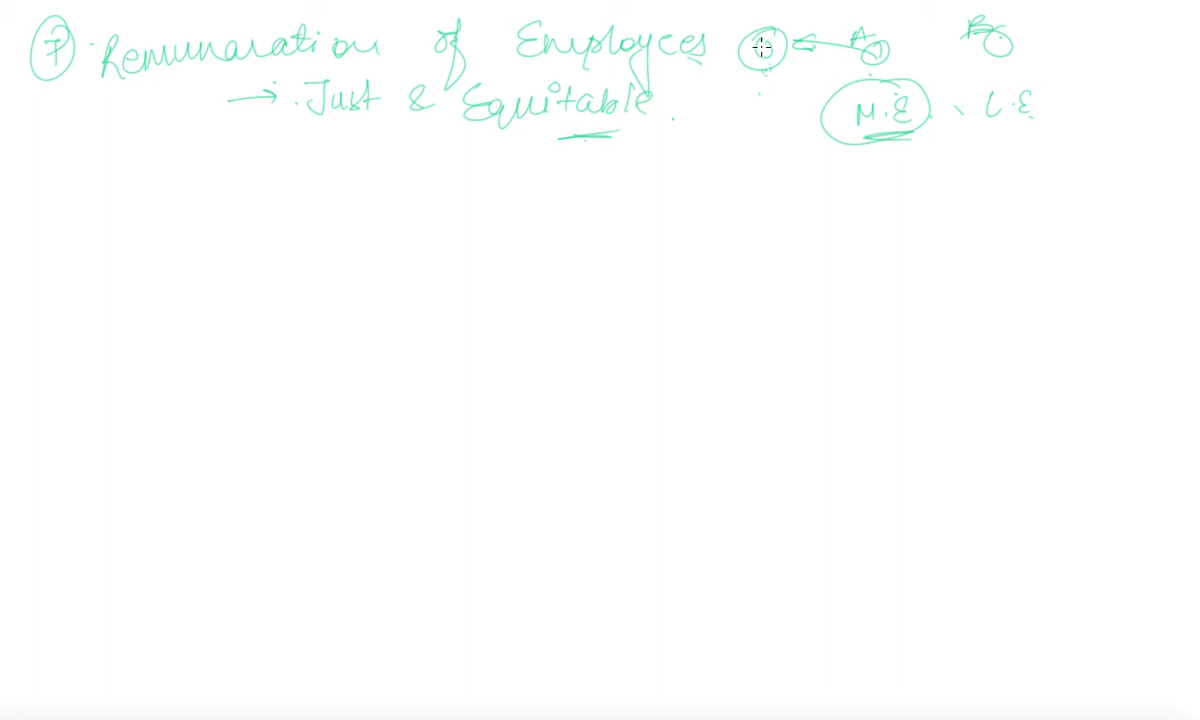 7 Remunaration of Employees A B
→ Just & Equitable. M.E, L.E.